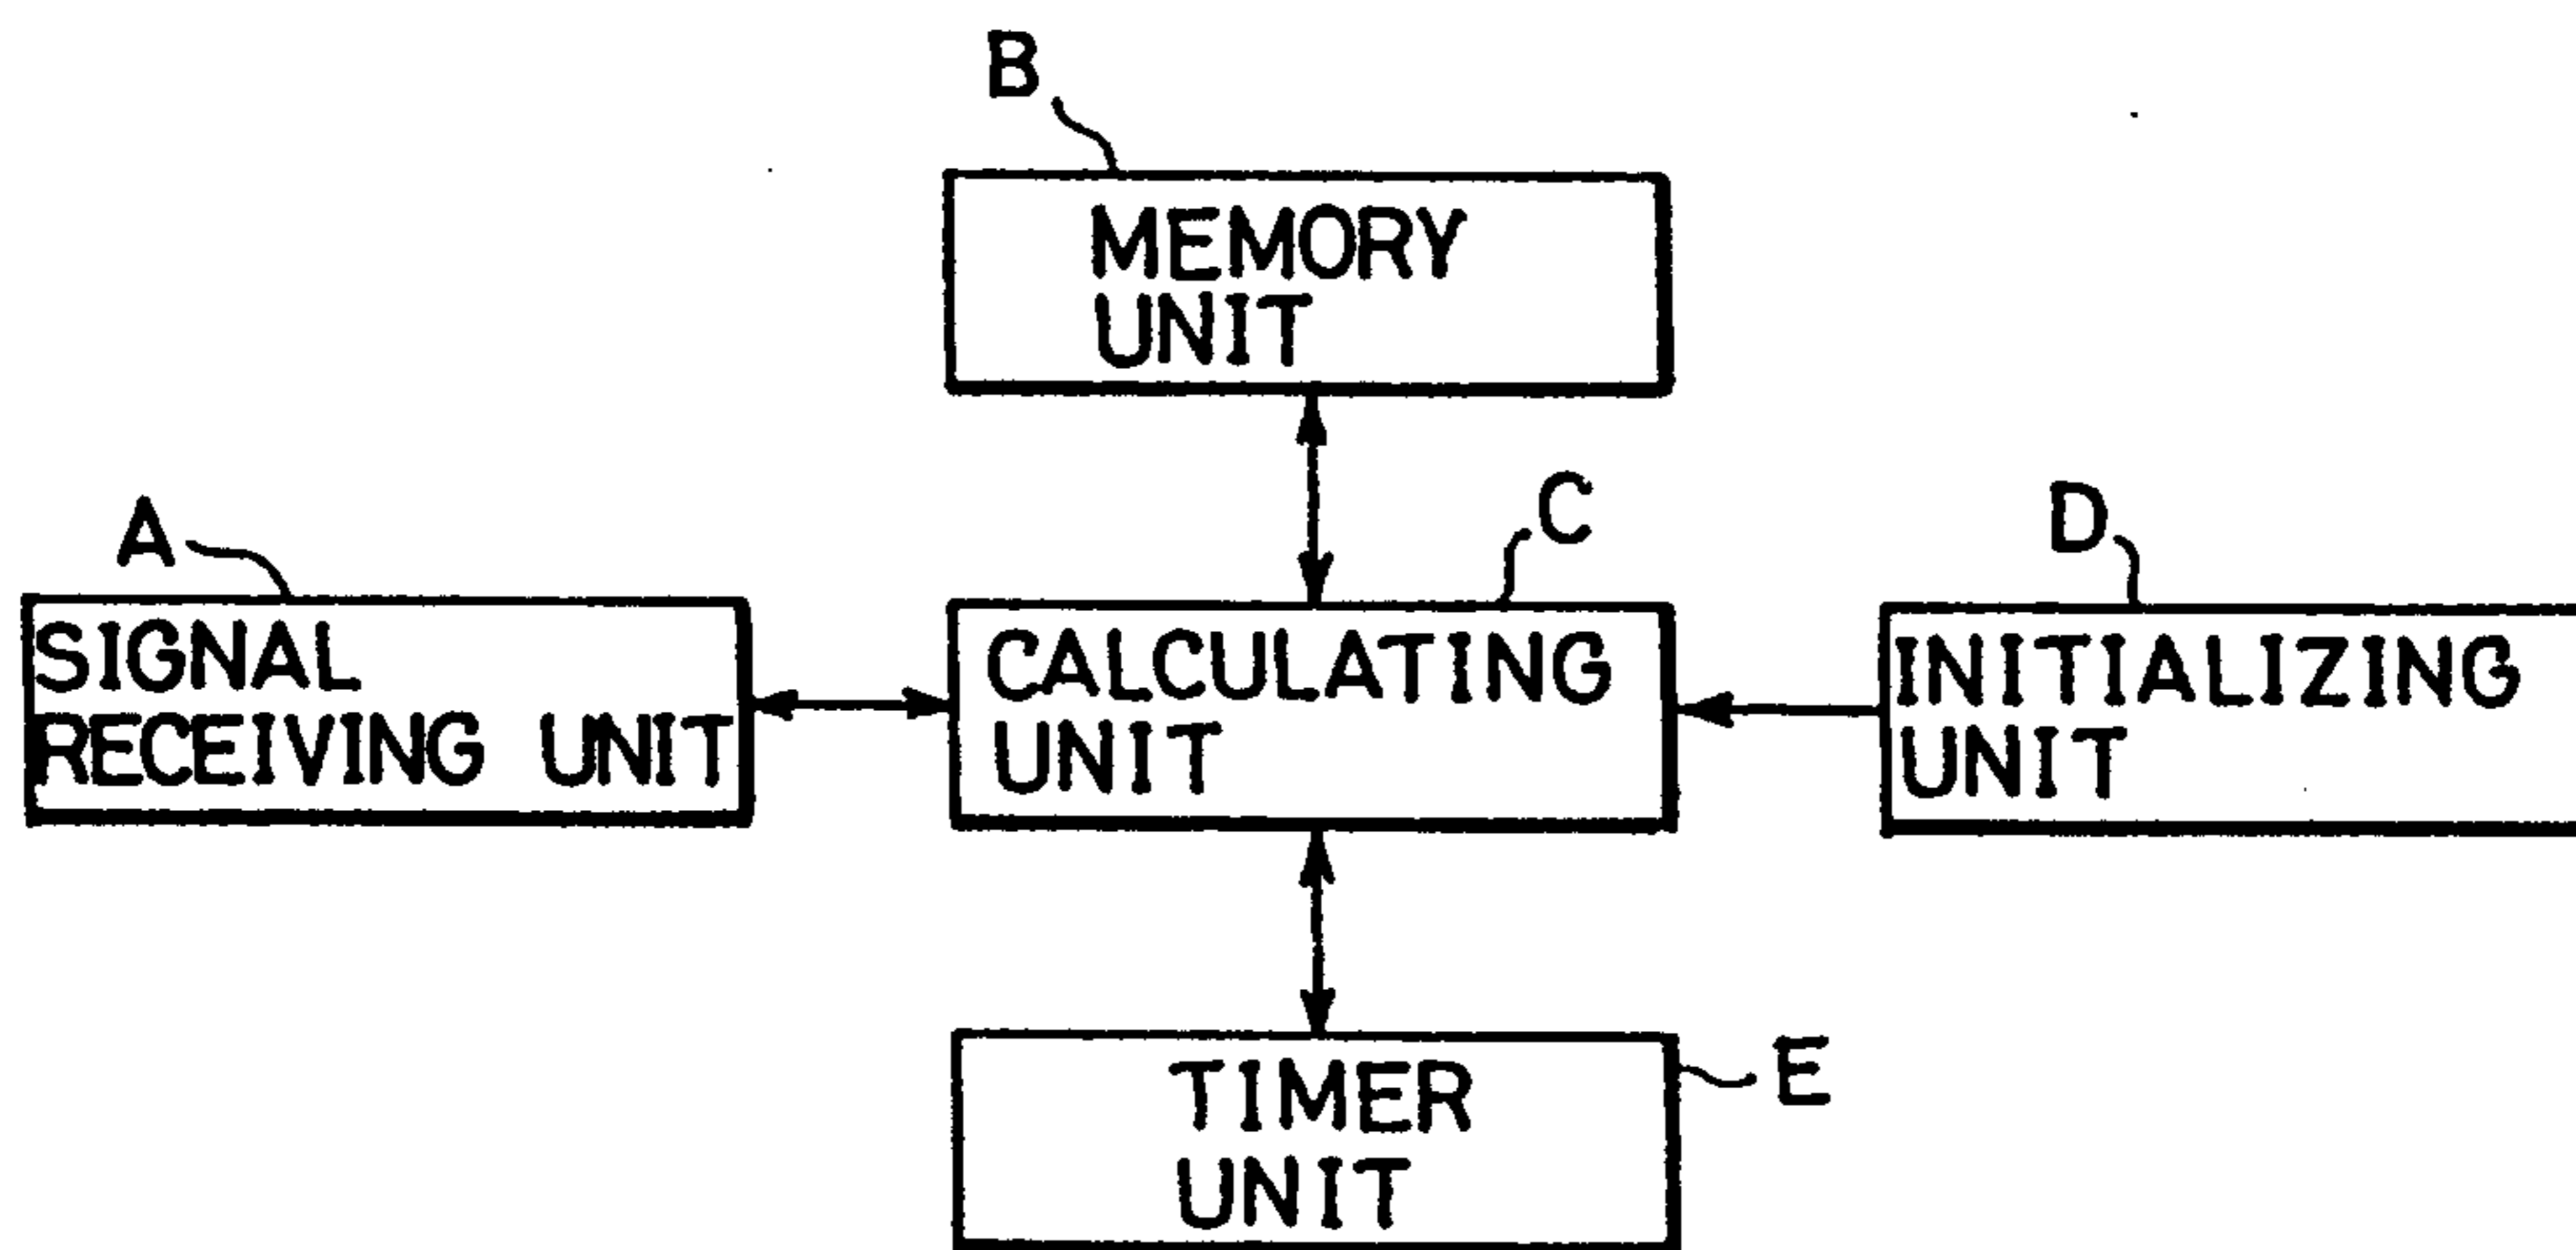 B
MEMORY
UNIT
A
C
D
SIGNAL
RECEIVING UNIT
CALCULATING
UNIT
INITIALIZING
UNIT
E
TIMER
UNIT